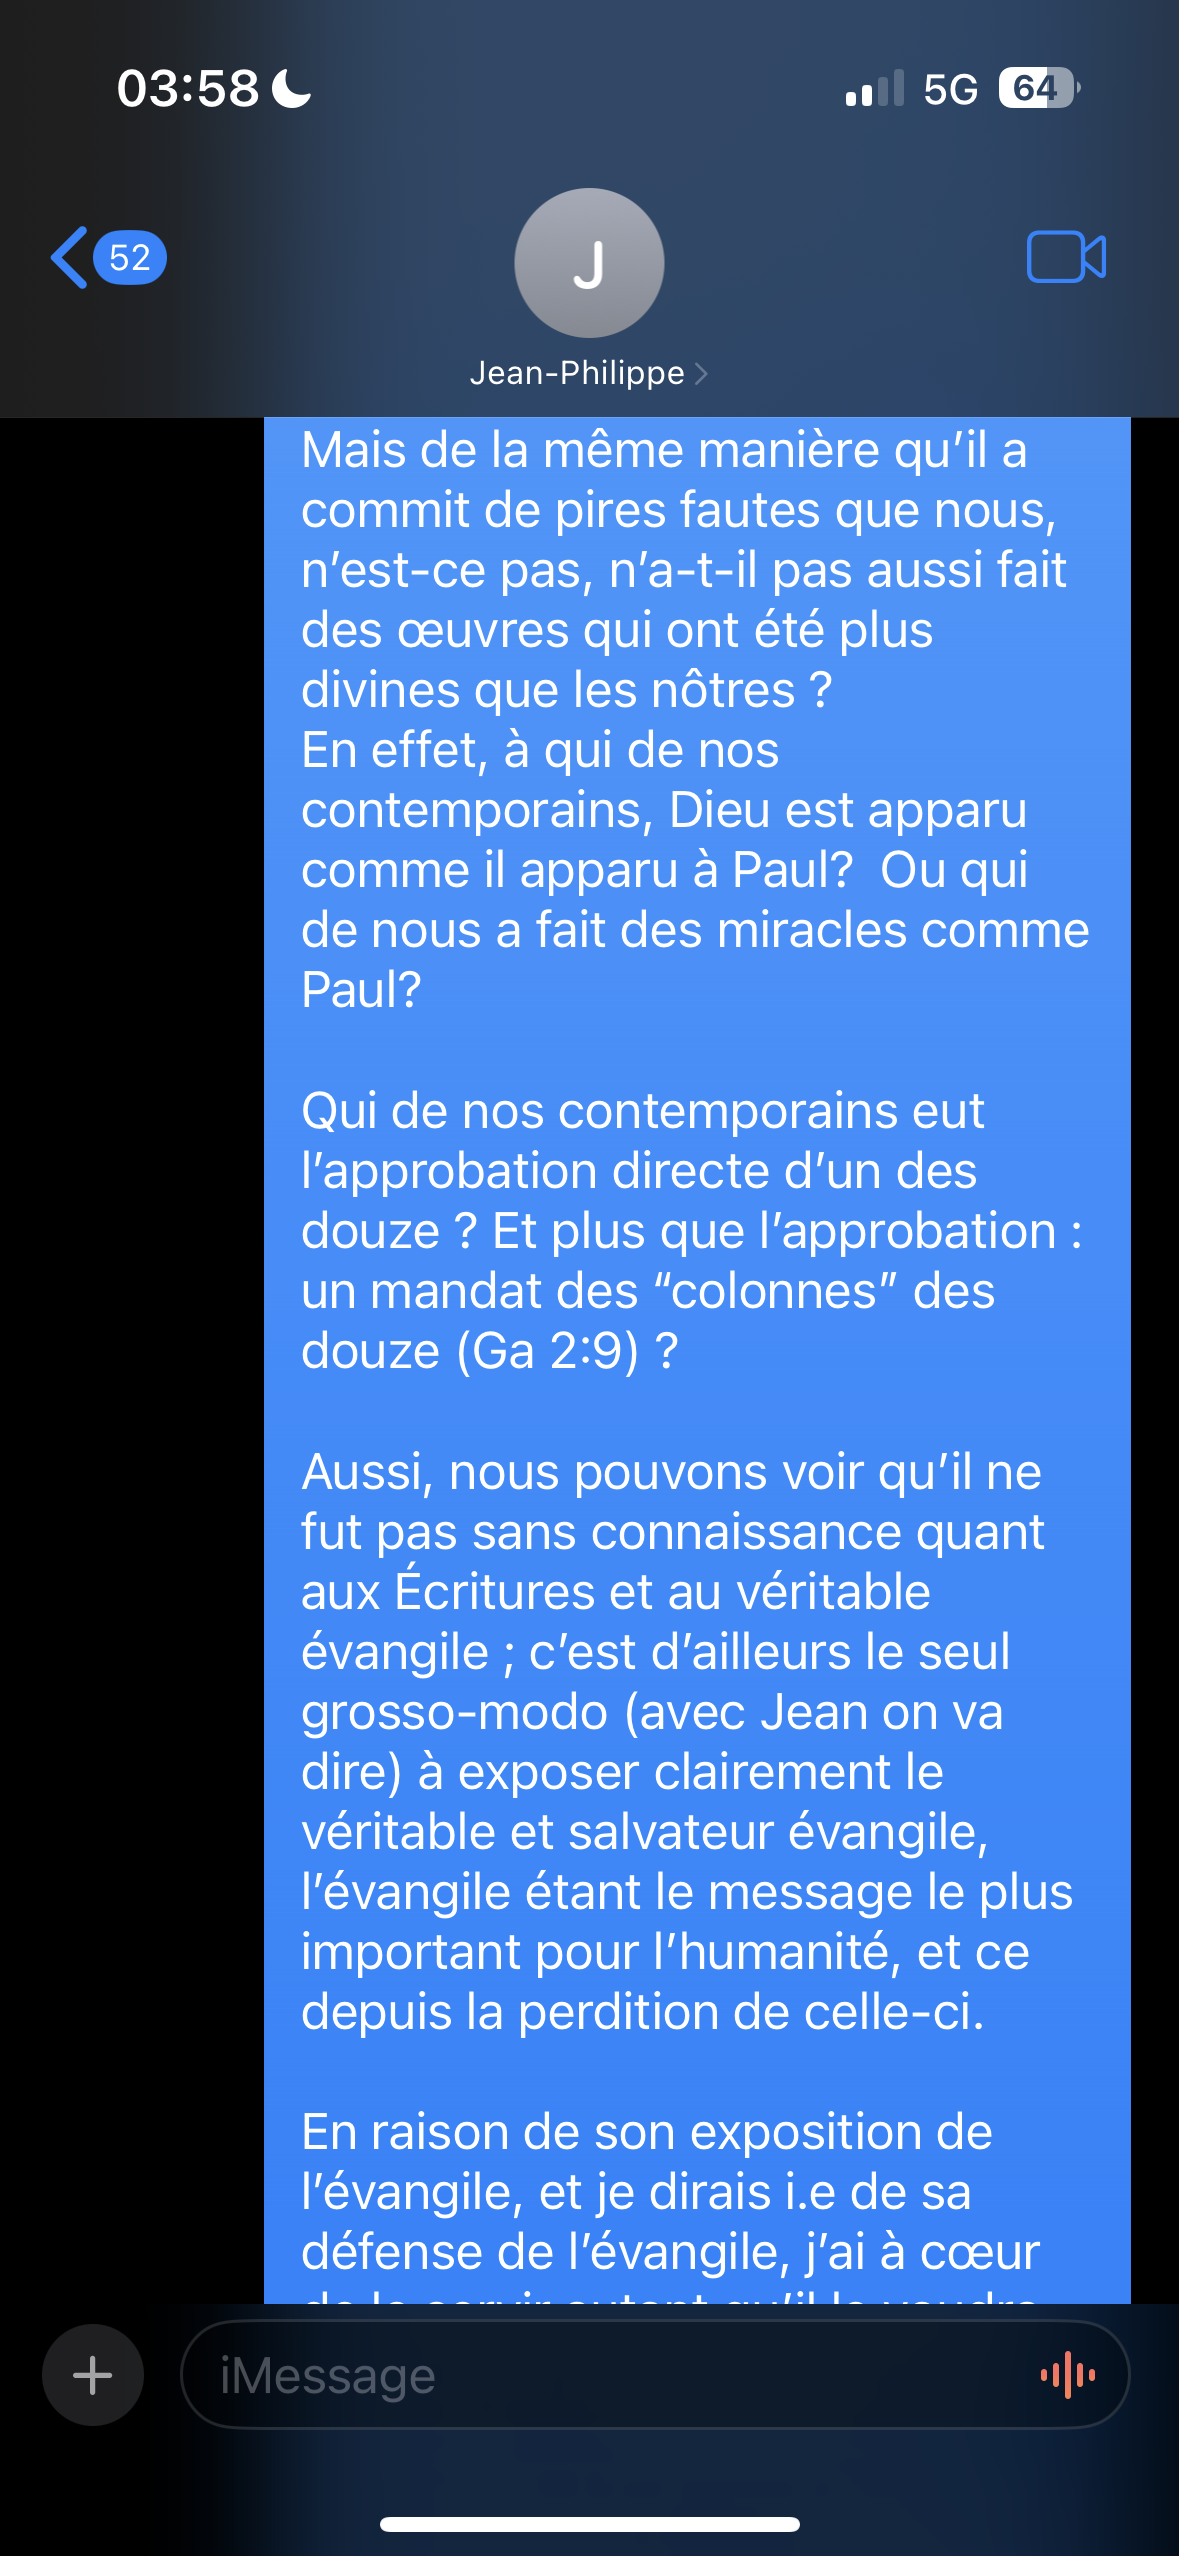 03:58
5G
64
52
J
Jean-Philippe
Mais de la même manière qu’il a
commit de pires fautes que nous,
n’est-ce pas, n’a-t-il pas aussi fait
des œuvres qui ont été plus
divines que les nôtres ?
En effet, à qui de nos
contemporains, Dieu est apparu
comme il apparu à Paul?  Ou qui
de nous a fait des miracles comme
Paul?
Qui de nos contemporains eut
l’approbation directe d’un des
douze ? Et plus que l’approbation :
un mandat des “colonnes” des
douze (Ga 2:9) ?
Aussi, nous pouvons voir qu’il ne
fut pas sans connaissance quant
aux Écritures et au véritable
évangile ; c’est d’ailleurs le seul
grosso-modo (avec Jean on va
dire) à exposer clairement le
véritable et salvateur évangile,
l’évangile étant le message le plus
important pour l’humanité, et ce
depuis la perdition de celle-ci.
En raison de son exposition de
l’évangile, et je dirais i.e de sa
défense de l’évangile, j’ai à cœur
iMessage